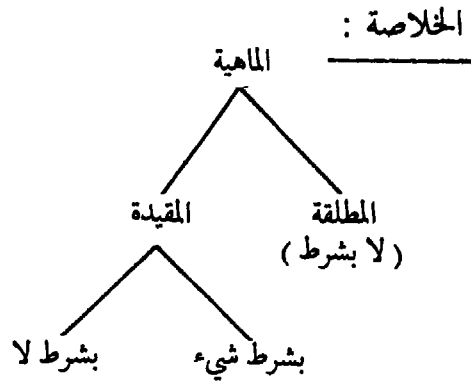 الخلاصة :
الماهية
المطلقة المقيدة
( لا بشرط )
بشرط شيء بشرط لا